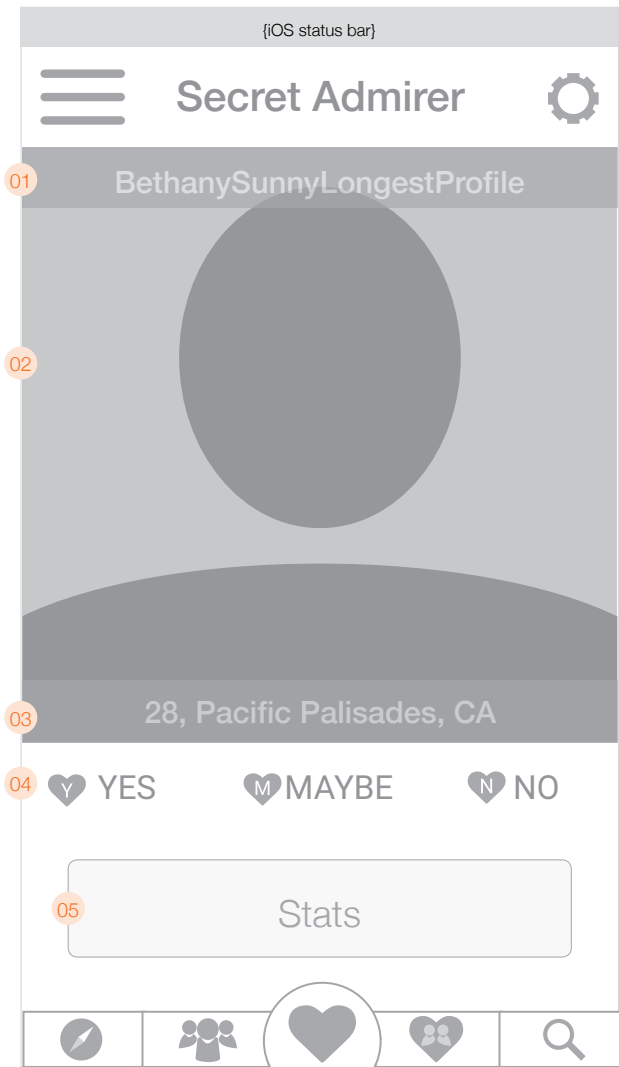 {iOS status bar}
Secret Admirer
01 BethanySunnyLongestProfile
02
03 28, Pacific Palisades, CA
04 Y YES M MAYBE N NO
05 Stats